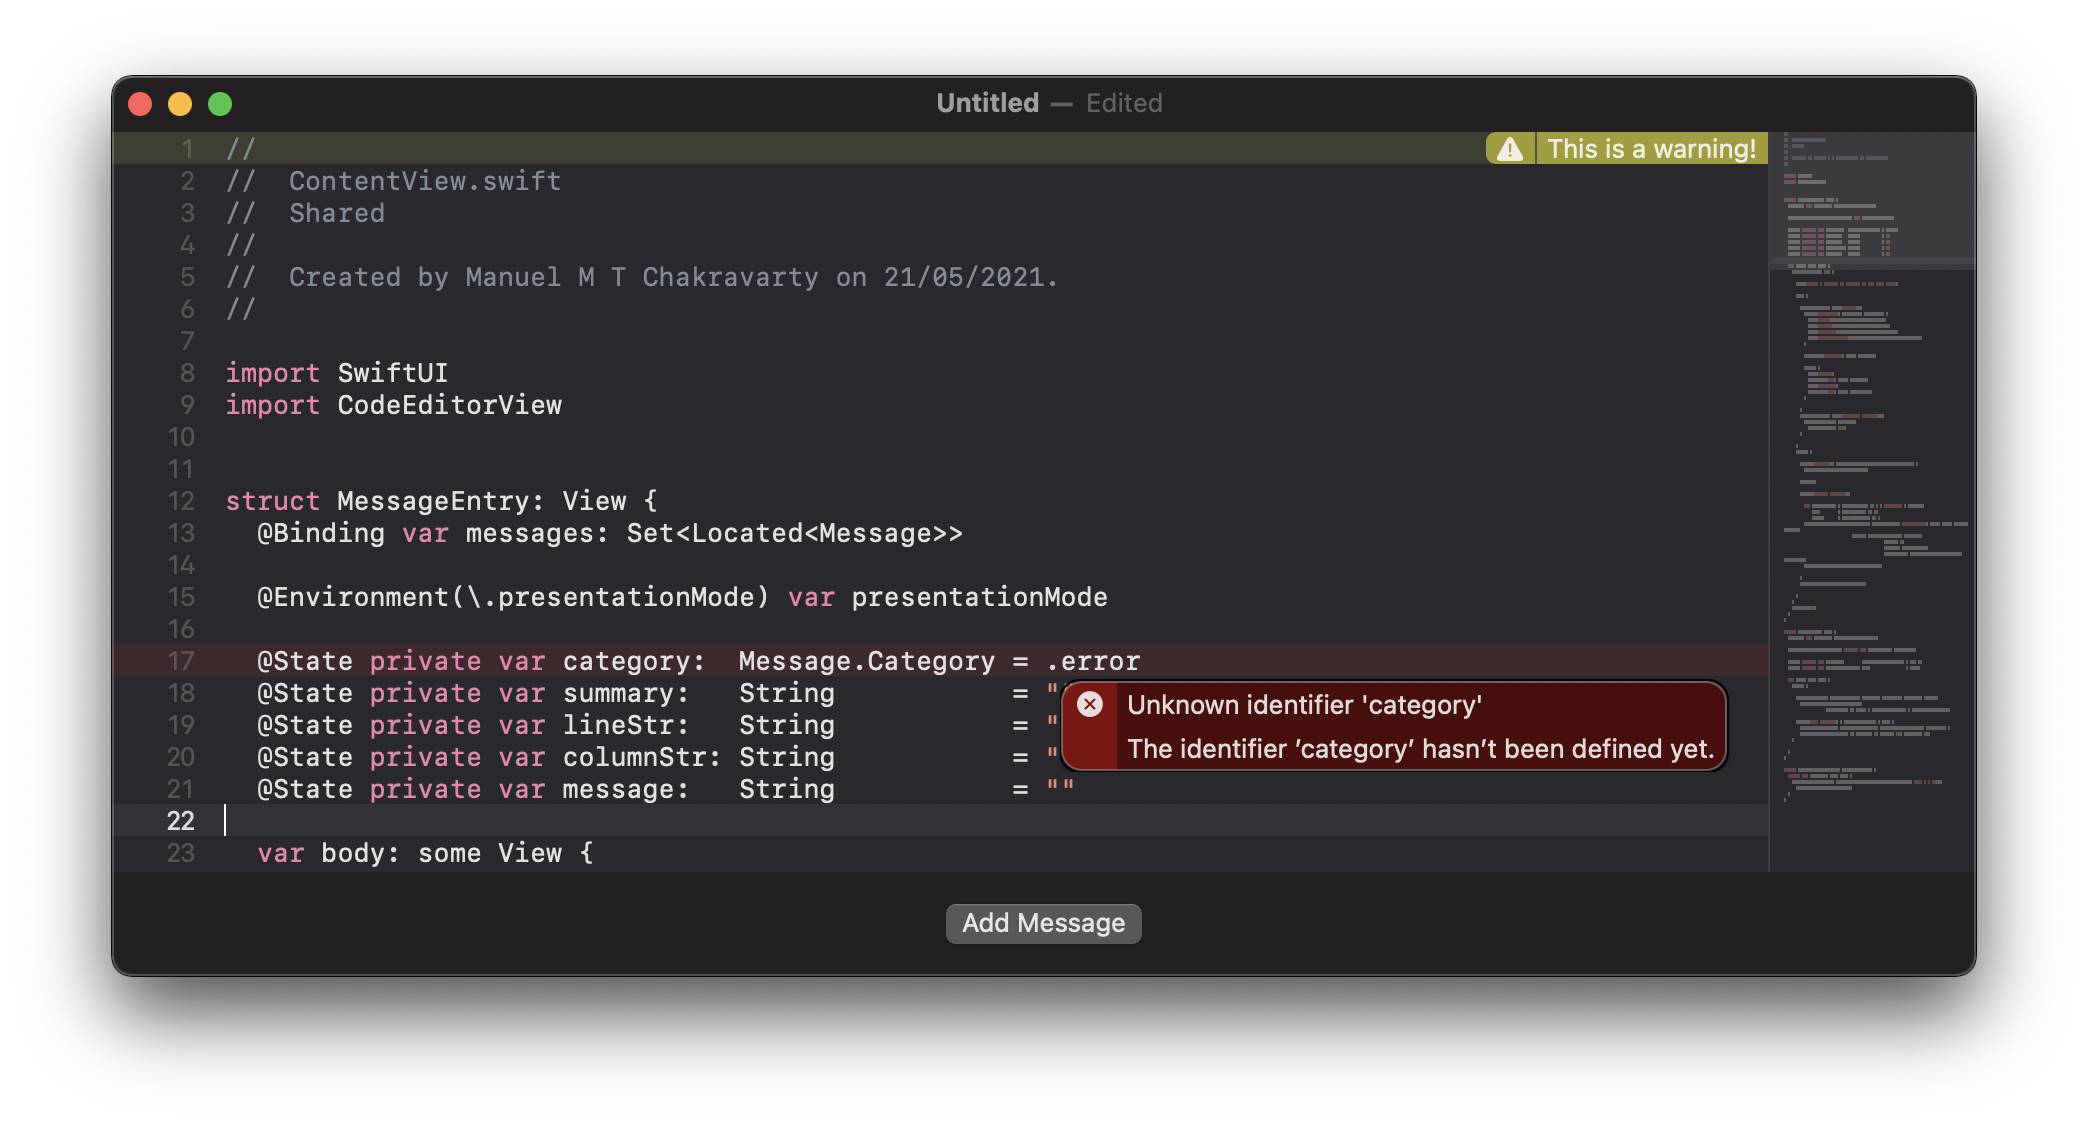 Untitled — Edited
1 //
This is a warning!
2 //  ContentView.swift
3 //  Shared
4 //
5 //  Created by Manuel M T Chakravarty on 21/05/2021.
6 //
7
8 import SwiftUI
9 import CodeEditorView
10
11
12 struct MessageEntry: View {
13   @Binding var messages: Set<Located<Message>>
14
15   @Environment(\.presentationMode) var presentationMode
16
17   @State private var category:  Message.Category = .error
18   @State private var summary:   String           = "
Unknown identifier 'category'
19   @State private var lineStr:   String           = "
20   @State private var columnStr: String           = "
The identifier ’category’ hasn’t been defined yet.
21   @State private var message:   String           = ""
22
23   var body: some View {
Add Message